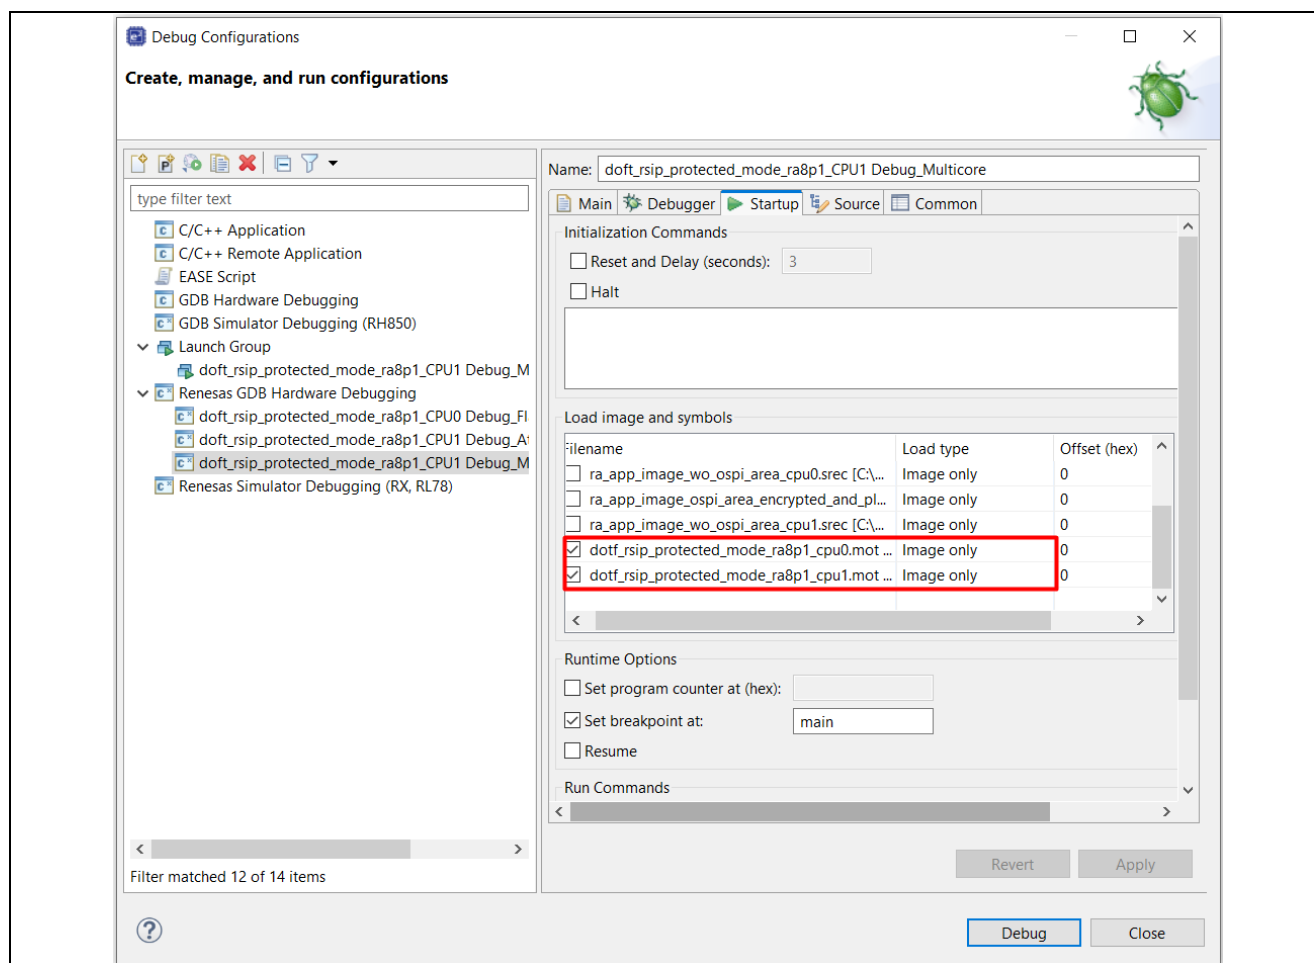 Debug Configurations
Create, manage, and run configurations
type filter text
C/C++ Application
C/C++ Remote Application
EASE Script
GDB Hardware Debugging
GDB Simulator Debugging (RH850)
Launch Group
doft_rsip_protected_mode_ra8p1_CPU1 Debug_M
Renesas GDB Hardware Debugging
doft_rsip_protected_mode_ra8p1_CPU0 Debug_Fl
doft_rsip_protected_mode_ra8p1_CPU1 Debug_At
doft_rsip_protected_mode_ra8p1_CPU1 Debug_M
Renesas Simulator Debugging (RX, RL78)
Filter matched 12 of 14 items
Name: doft_rsip_protected_mode_ra8p1_CPU1 Debug_Multicore
Main Debugger Startup Source Common
Initialization Commands
Reset and Delay (seconds): 3
Halt
Load image and symbols
Filename Load type Offset (hex)
ra_app_image_wo_ospi_area_cpu0.srec [C:\... Image only 0
ra_app_image_ospi_area_encrypted_and_pl... Image only 0
ra_app_image_wo_ospi_area_cpu1.srec [C:\... Image only 0
dotf_rsip_protected_mode_ra8p1_cpu0.mot ... Image only 0
dotf_rsip_protected_mode_ra8p1_cpu1.mot ... Image only 0
Runtime Options
Set program counter at (hex):
Set breakpoint at: main
Resume
Run Commands
Revert Apply
Debug Close